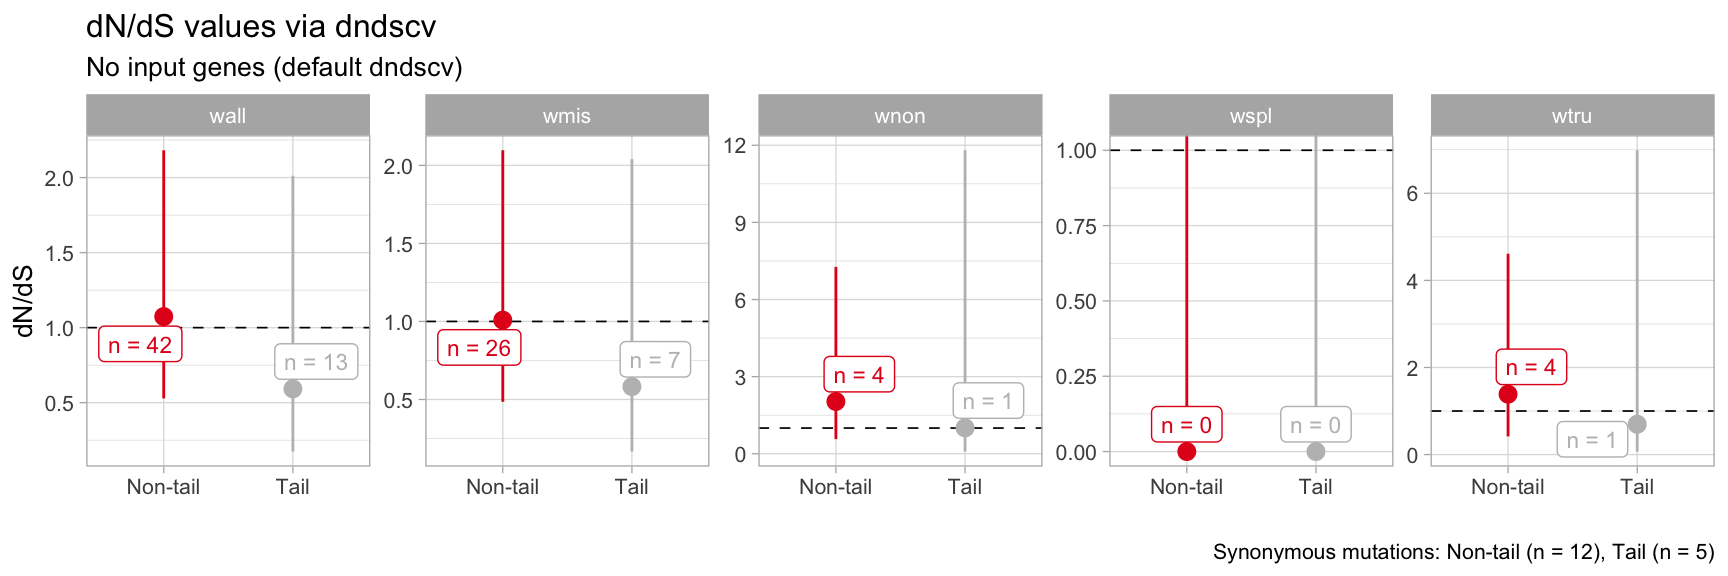 dN/dS values via dndscv
No input genes (default dndscv)
wall
wmis
wnon
wspl
wtru
dN/dS
2.0
1.5
1.0
0.5
n = 42
n = 13
Non-tail
Tail
2.0
1.5
1.0
0.5
n = 26
n = 7
Non-tail
Tail
12
9
6
3
0
n = 4
n = 1
Non-tail
Tail
1.00
0.75
0.50
0.25
0.00
n = 0
n = 0
Non-tail
Tail
6
4
2
0
n = 4
n = 1
Non-tail
Tail
Synonymous mutations: Non-tail (n = 12), Tail (n = 5)